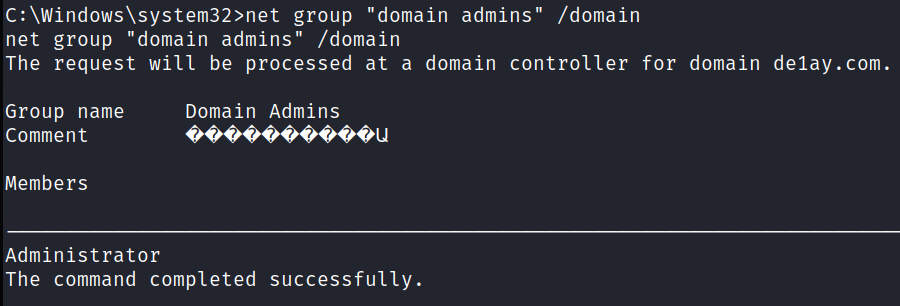 C:\Windows\system32>net group "domain admins" /domain
net group "domain admins" /domain
The request will be processed at a domain controller for domain de1ay.com.
Group name Domain Admins
Comment ����������Ա
Members
-------------------------------------------------------------------------------
Administrator
The command completed successfully.